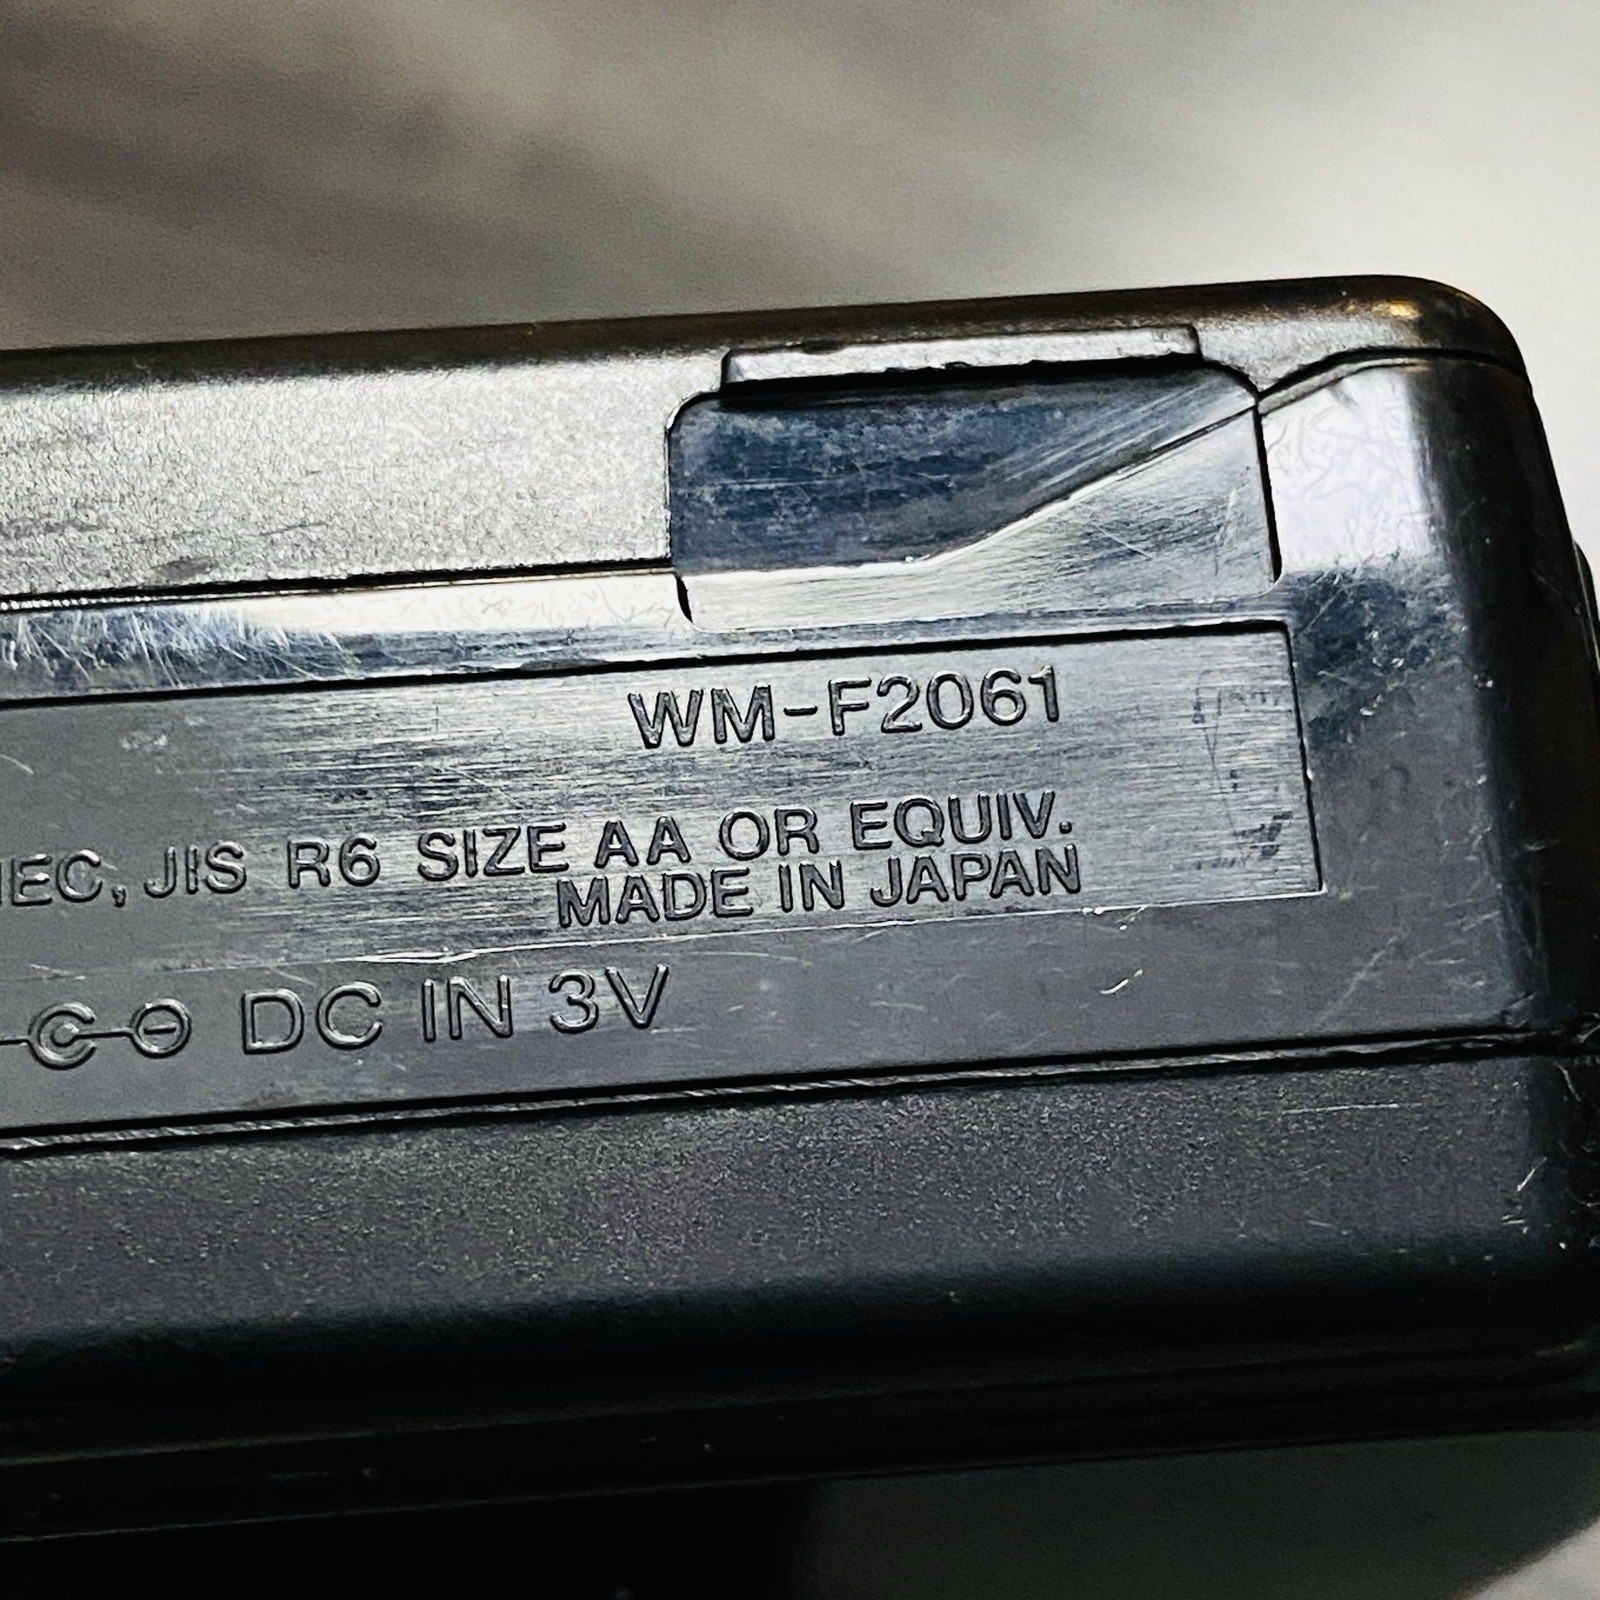 WM-F2061
IEC, JIS R6 SIZE AA OR EQUIV.
MADE IN JAPAN
DC IN 3V